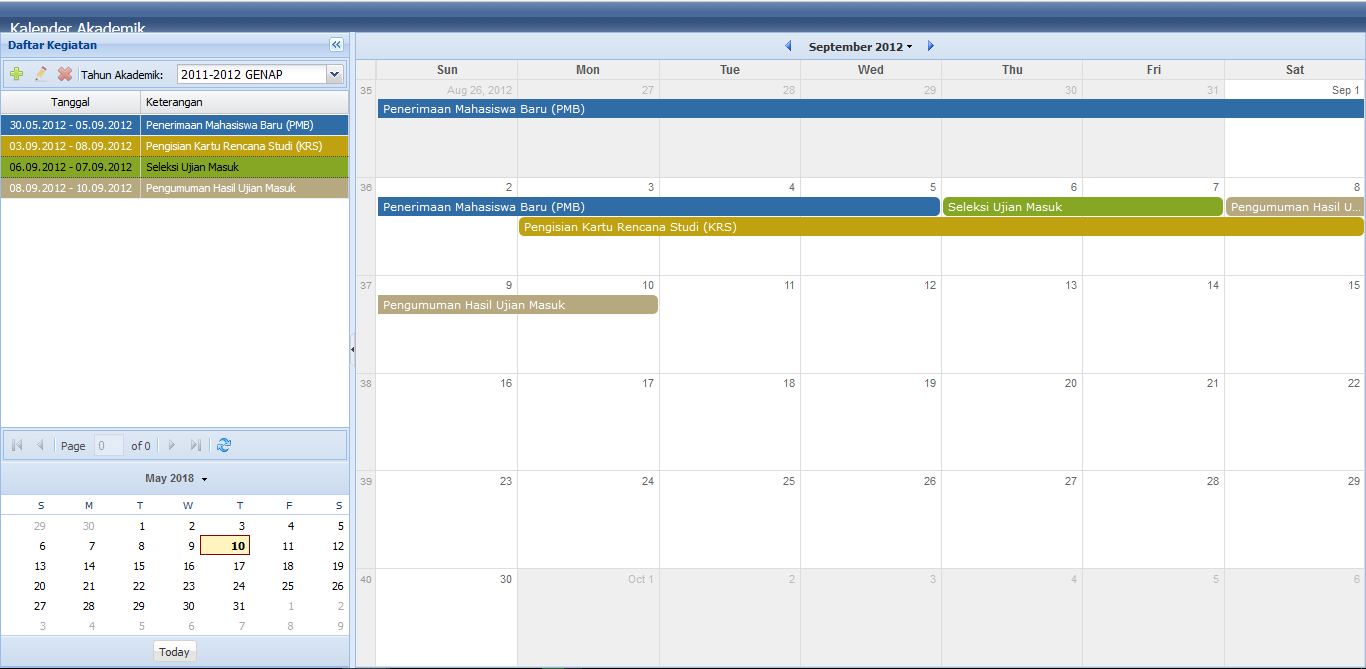 Kalender Akademik
Daftar Kegiatan
Tahun Akademik: 2011-2012 GENAP
Tanggal Keterangan
30.05.2012 - 05.09.2012 Penerimaan Mahasiswa Baru (PMB)
03.09.2012 - 08.09.2012 Pengisian Kartu Rencana Studi (KRS)
06.09.2012 - 07.09.2012 Seleksi Ujian Masuk
08.09.2012 - 10.09.2012 Pengumuman Hasil Ujian Masuk
Page 0 of 0
May 2018
S M T W T F S
29 30 1 2 3 4 5
6 7 8 9 10 11 12
13 14 15 16 17 18 19
20 21 22 23 24 25 26
27 28 29 30 31 1 2
3 4 5 6 7 8 9
Today
September 2012
Sun Mon Tue Wed Thu Fri Sat
35 Aug 26, 2012 27 28 29 30 31 Sep 1
Penerimaan Mahasiswa Baru (PMB)
36 2 3 4 5 6 7 8
Penerimaan Mahasiswa Baru (PMB) Seleksi Ujian Masuk Pengumuman Hasil U...
Pengisian Kartu Rencana Studi (KRS)
37 9 10 11 12 13 14 15
Pengumuman Hasil Ujian Masuk
38 16 17 18 19 20 21 22
39 23 24 25 26 27 28 29
40 30 Oct 1 2 3 4 5 6